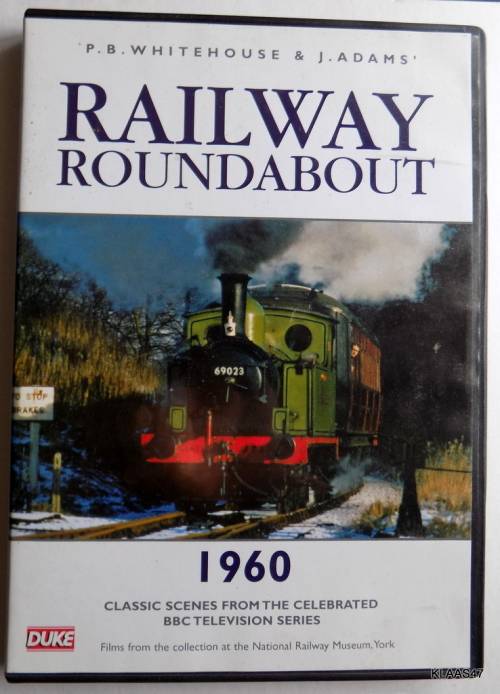 'P.B. WHITEHOUSE & J. ADAMS'
RAILWAY
ROUNDABOUT
69023
TO STOP
BRAKES
1960
CLASSIC SCENES FROM THE CELEBRATED
BBC TELEVISION SERIES
DUKE
Films from the collection at the National Railway Museum, York
KLAAS47